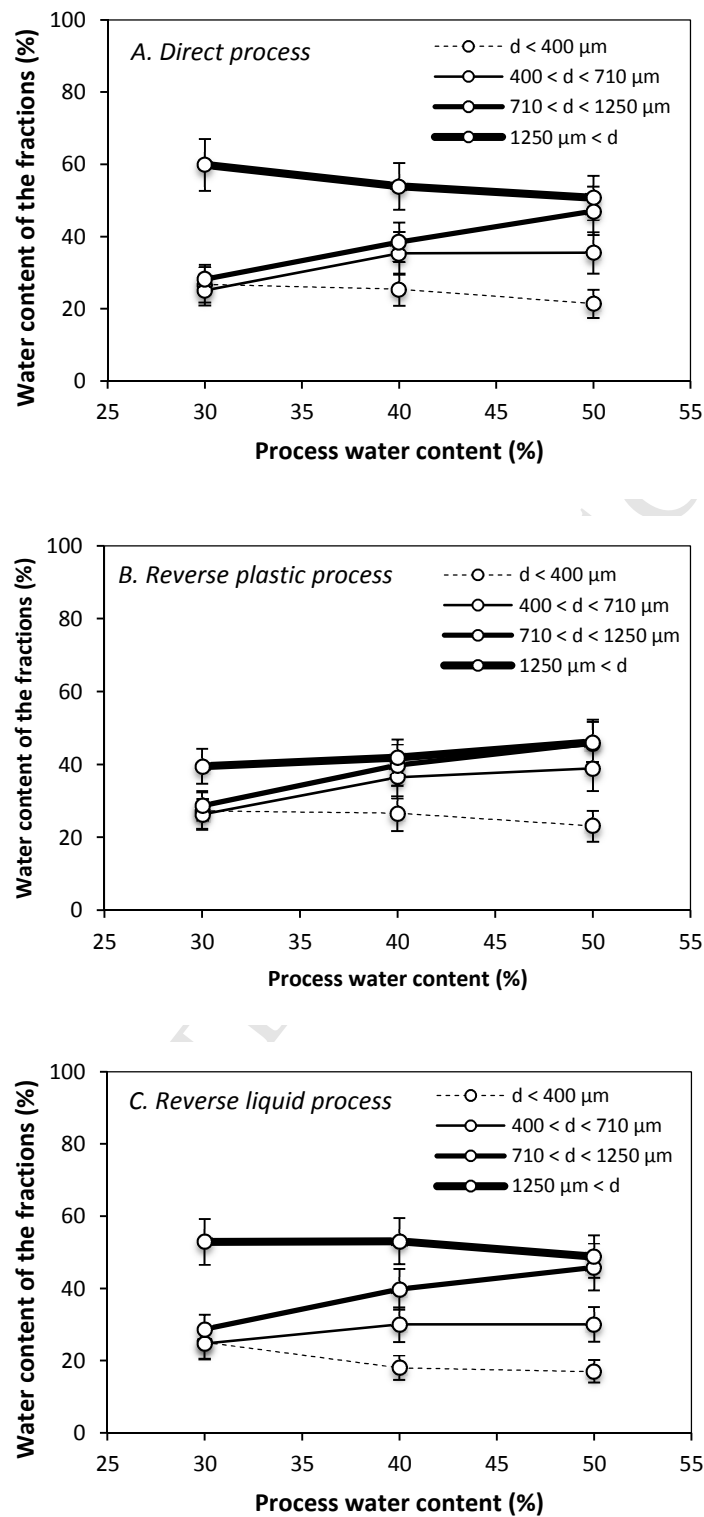 A. Direct process
d < 400 µm
400 < d < 710 µm
710 < d < 1250 µm
1250 µm < d
Water content of the fractions (%)
100
80
60
40
20
0
25 30 35 40 45 50 55
Process water content (%)
B. Reverse plastic process
d < 400 µm
400 < d < 710 µm
710 < d < 1250 µm
1250 µm < d
Water content of the fractions (%)
100
80
60
40
20
0
25 30 35 40 45 50 55
Process water content (%)
C. Reverse liquid process
d < 400 µm
400 < d < 710 µm
710 < d < 1250 µm
1250 µm < d
Water content of the fractions (%)
100
80
60
40
20
0
25 30 35 40 45 50 55
Process water content (%)